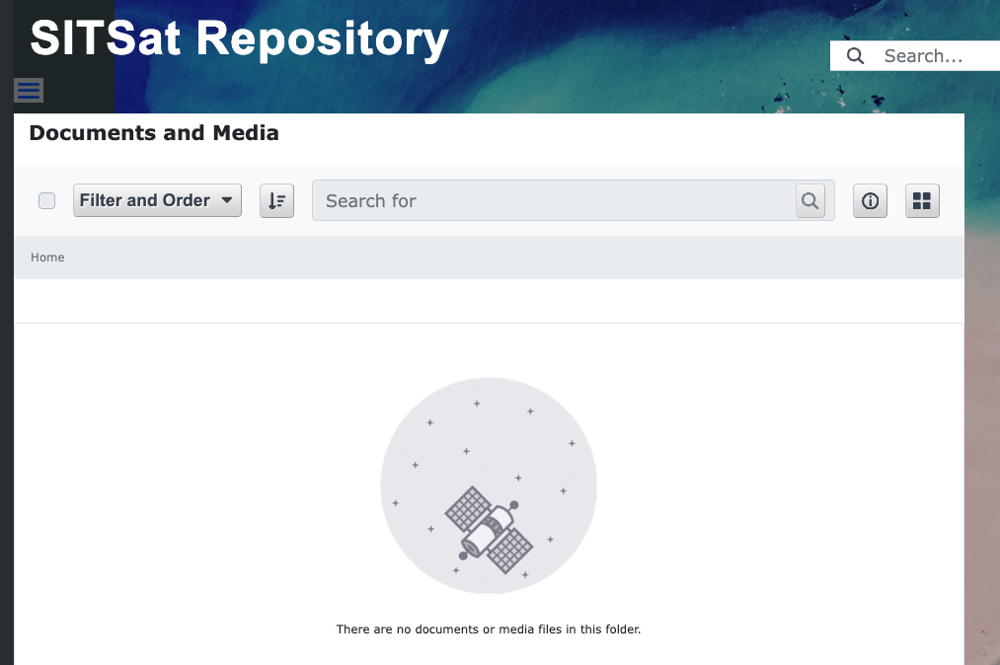 SITSat Repository
Search...
Documents and Media
Filter and Order
Search for
Home
There are no documents or media files in this folder.